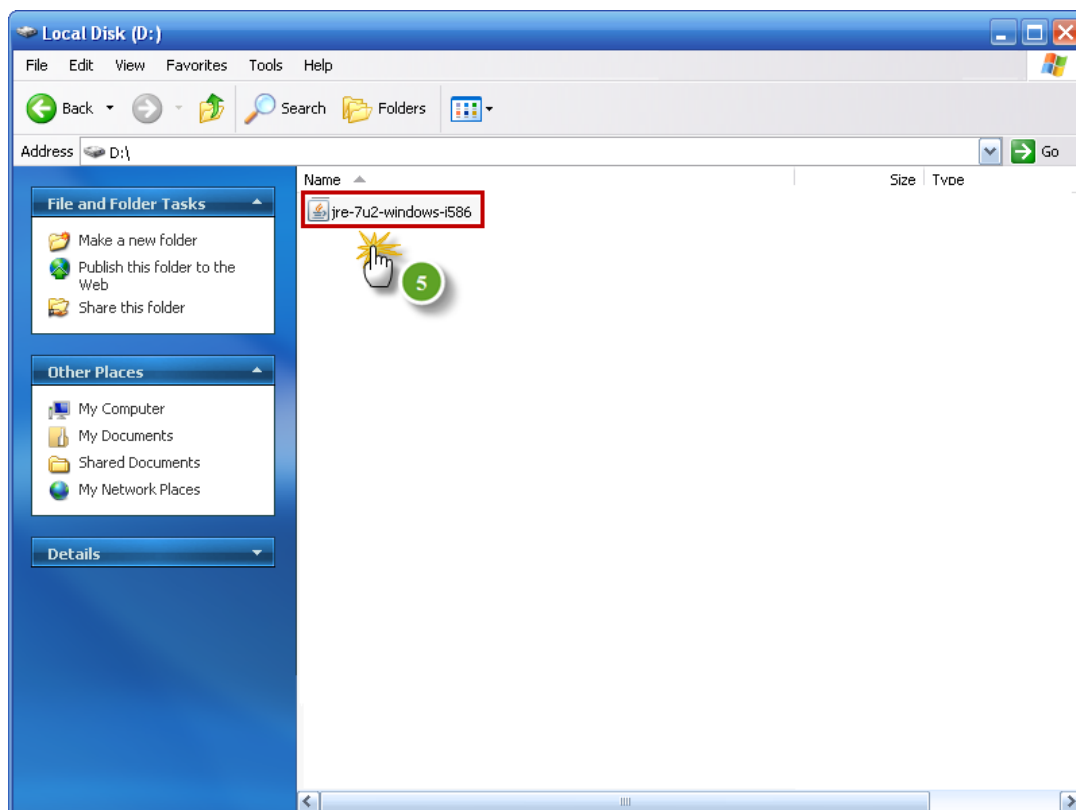 Local Disk (D:)
File Edit View Favorites Tools Help
Back Search Folders
Address D:\ Go
Name Size Type
File and Folder Tasks
jre-7u2-windows-i586
Make a new folder
Publish this folder to the
Web
Share this folder
5
Other Places
My Computer
My Documents
Shared Documents
My Network Places
Details